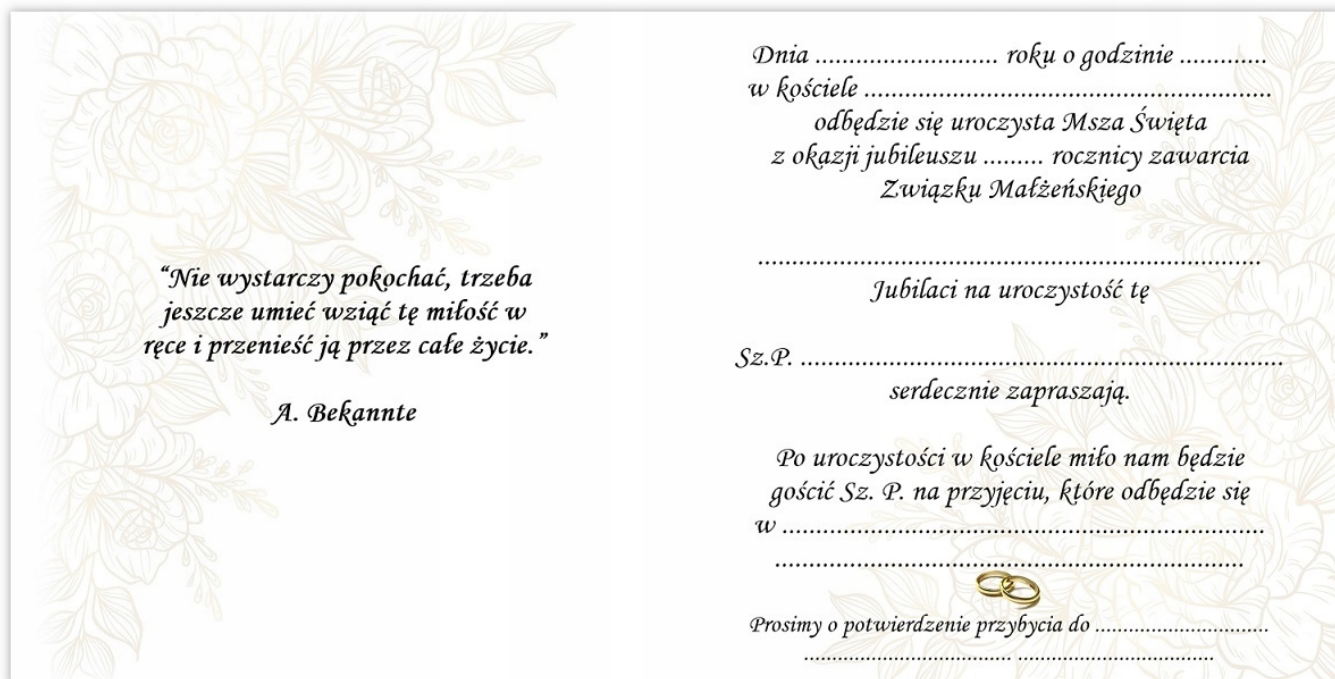 “Nie wystarczy pokochać, trzeba
jeszcze umieć wziąć tę miłość w
ręce i przenieść ją przez całe życie.”
A. Bekannte
Dnia ........................... roku o godzinie .............
w kościele ............................................................
odbędzie się uroczysta Msza Święta
z okazji jubileuszu ......... rocznicy zawarcia
Związku Małżeńskiego
..........................................................................
Jubilaci na uroczystość tę
Sz.P. .......................................................................
serdecznie zapraszają.
Po uroczystości w kościele miło nam będzie
gościć Sz. P. na przyjęciu, które odbędzie się
w .......................................................................
.....................................................................
Prosimy o potwierdzenie przybycia do ..............................
.................................... ..................................